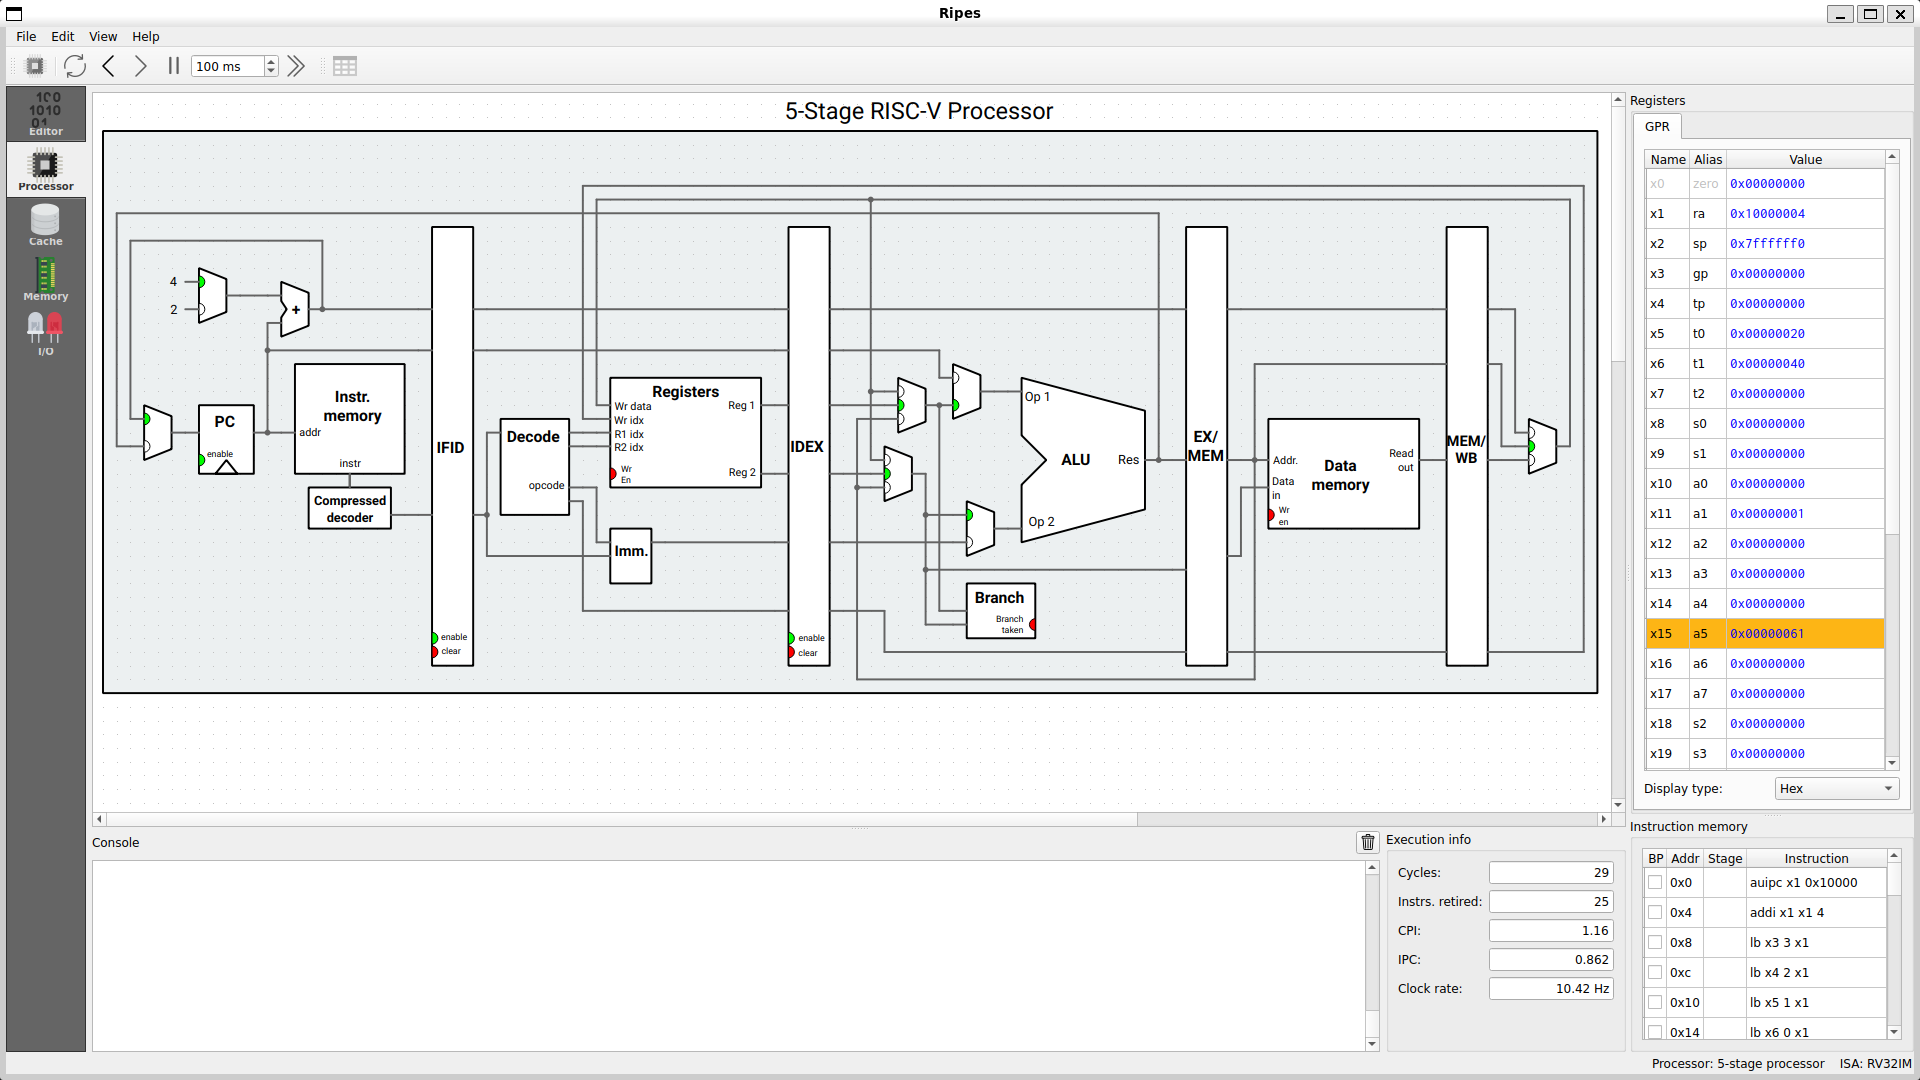 Ripes
File Edit View Help
100 ms
Editor
Processor
Cache
Memory
I/O
5-Stage RISC-V Processor
4
2
+
PC
enable
Instr.
memory
addr
instr
Compressed
decoder
IFID
enable
clear
Decode
opcode
Registers
Wr data
Wr idx
R1 idx
R2 idx
Wr
En
Reg 1
Reg 2
Imm.
IDEX
enable
clear
Op 1
ALU
Res
Op 2
Branch
Branch
taken
EX/
MEM
Addr.
Data
in
Wr
en
Data
memory
Read
out
MEM/
WB
Registers
GPR
Name Alias Value
x0 zero 0x00000000
x1 ra 0x10000004
x2 sp 0x7ffffff0
x3 gp 0x00000000
x4 tp 0x00000000
x5 t0 0x00000020
x6 t1 0x00000040
x7 t2 0x00000000
x8 s0 0x00000000
x9 s1 0x00000000
x10 a0 0x00000000
x11 a1 0x00000001
x12 a2 0x00000000
x13 a3 0x00000000
x14 a4 0x00000000
x15 a5 0x00000061
x16 a6 0x00000000
x17 a7 0x00000000
x18 s2 0x00000000
x19 s3 0x00000000
Display type: Hex
Console
Execution info
Cycles: 29
Instrs. retired: 25
CPI: 1.16
IPC: 0.862
Clock rate: 10.42 Hz
Instruction memory
BP Addr Stage Instruction
0x0 auipc x1 0x10000
0x4 addi x1 x1 4
0x8 lb x3 3 x1
0xc lb x4 2 x1
0x10 lb x5 1 x1
0x14 lb x6 0 x1
Processor: 5-stage processor ISA: RV32IM